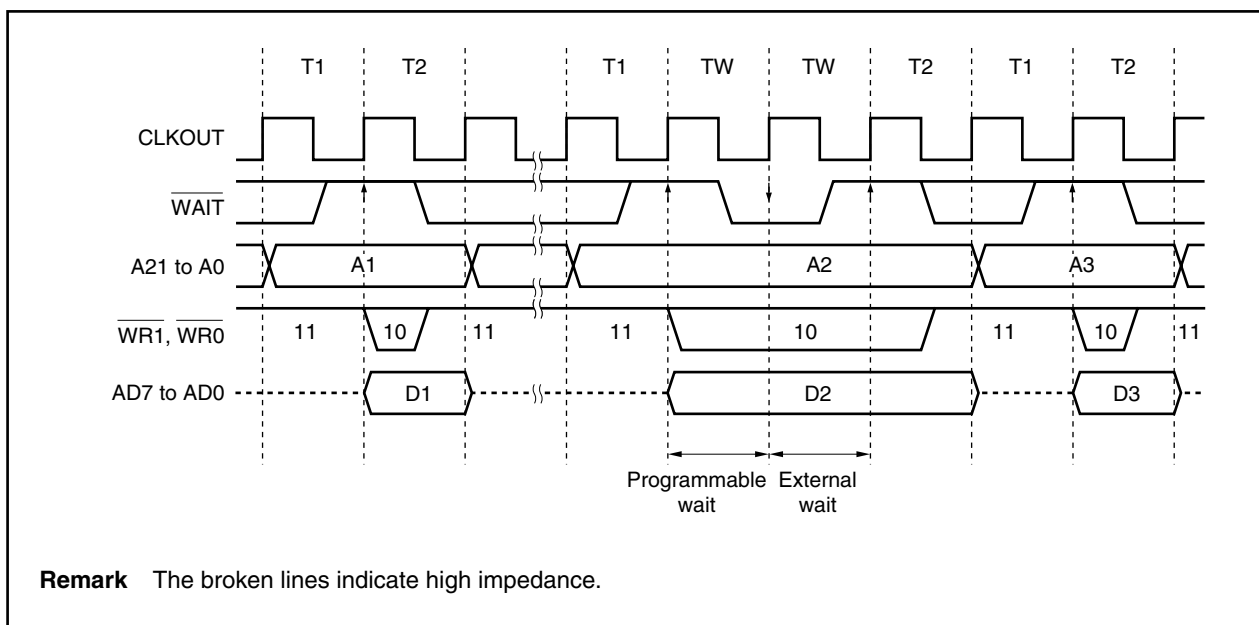 T1 T2 T1 TW TW T2 T1 T2
CLKOUT
WAIT
A21 to A0 A1 A2 A3
WR1, WR0 11 10 11 11 10 11 10 11
AD7 to AD0 D1 D2 D3
Programmable wait
External wait
Remark The broken lines indicate high impedance.